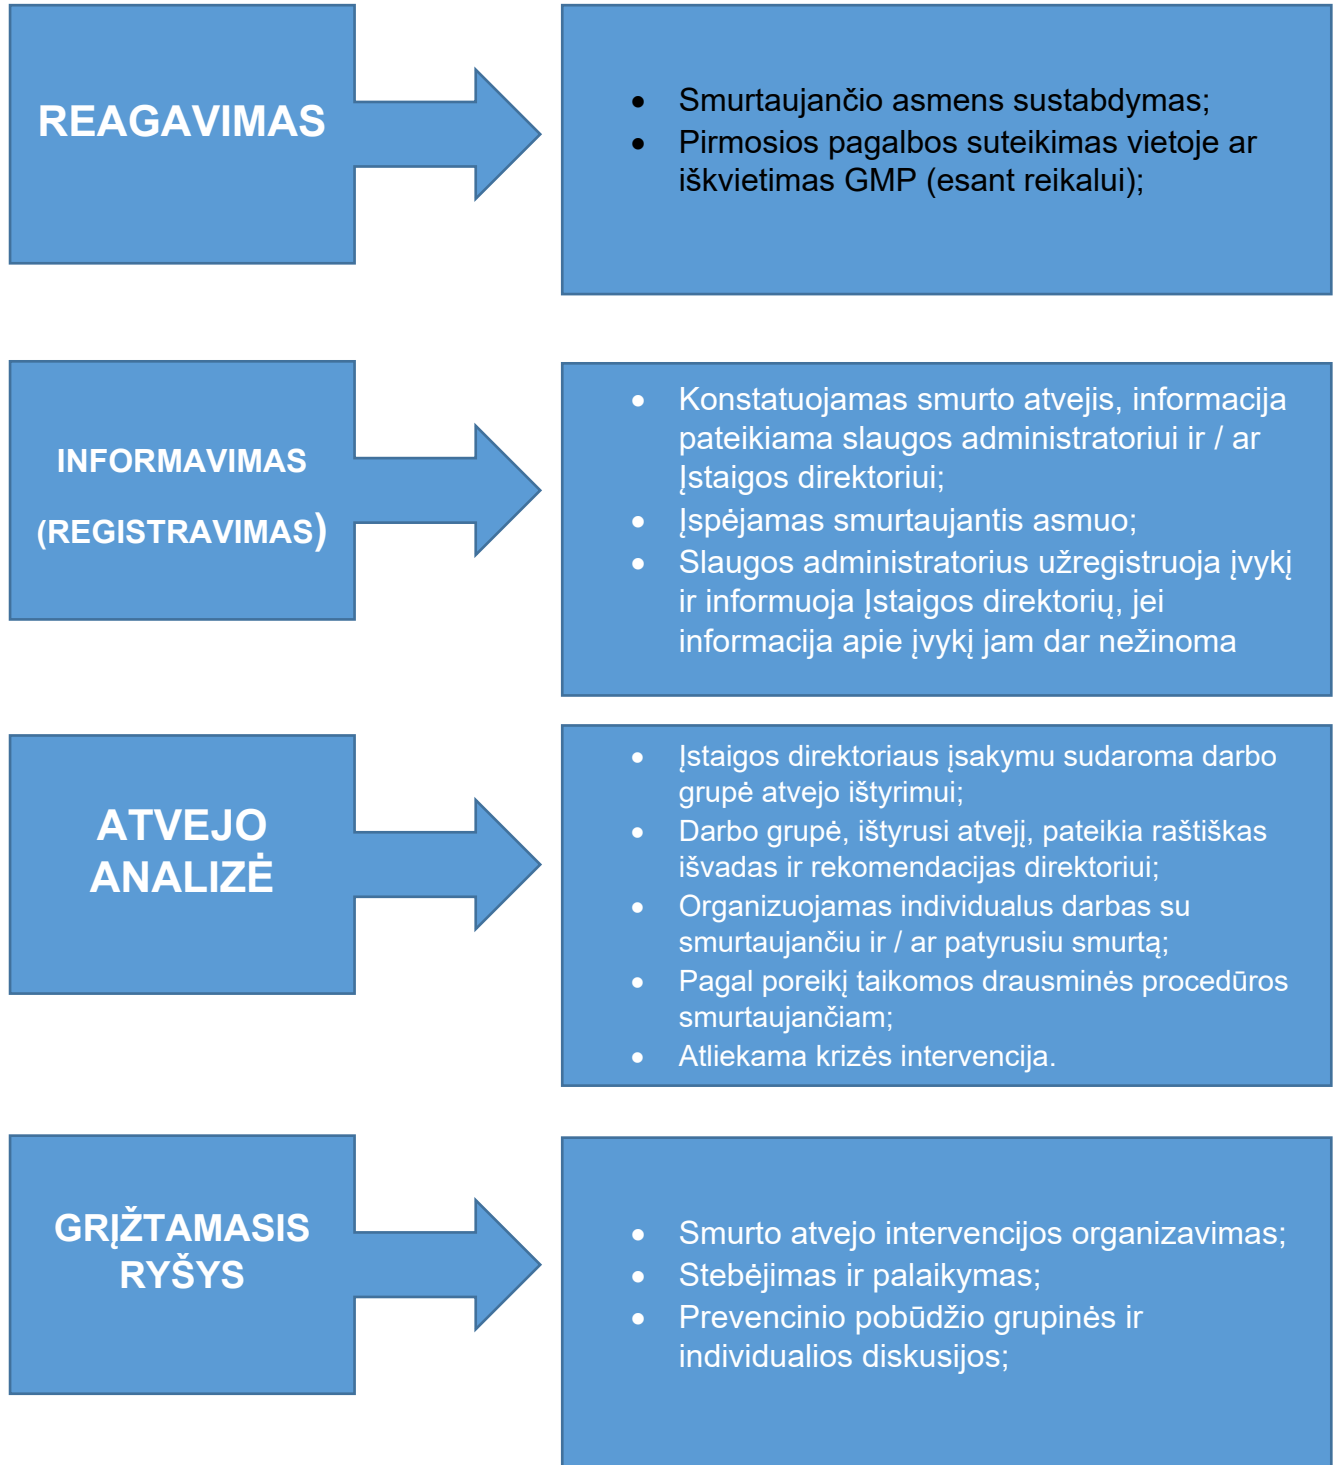 REAGAVIMAS
• Smurtaujančio asmens sustabdymas;
• Pirmosios pagalbos suteikimas vietoje ar
iškvietimas GMP (esant reikalui);
INFORMAVIMAS
(REGISTRAVIMAS)
• Konstatuojamas smurto atvejis, informacija
pateikiama slaugos administratoriui ir / ar
Įstaigos direktoriui;
• Įspėjamas smurtaujantis asmuo;
• Slaugos administratorius užregistruoja įvykį
ir informuoja Įstaigos direktorių, jei
informacija apie įvykį jam dar nežinoma
ATVEJO
ANALIZĖ
• Įstaigos direktoriaus įsakymu sudaroma darbo
grupė atvejo ištyrimui;
• Darbo grupė, ištyrusi atvejį, pateikia raštiškas
išvadas ir rekomendacijas direktoriui;
• Organizuojamas individualus darbas su
smurtaujančiu ir / ar patyrusiu smurtą;
• Pagal poreikį taikomos drausminės procedūros
smurtaujančiam;
• Atliekama krizės intervencija.
GRĮŽTAMASIS
RYŠYS
• Smurto atvejo intervencijos organizavimas;
• Stebėjimas ir palaikymas;
• Prevencinio pobūdžio grupinės ir
individualios diskusijos;